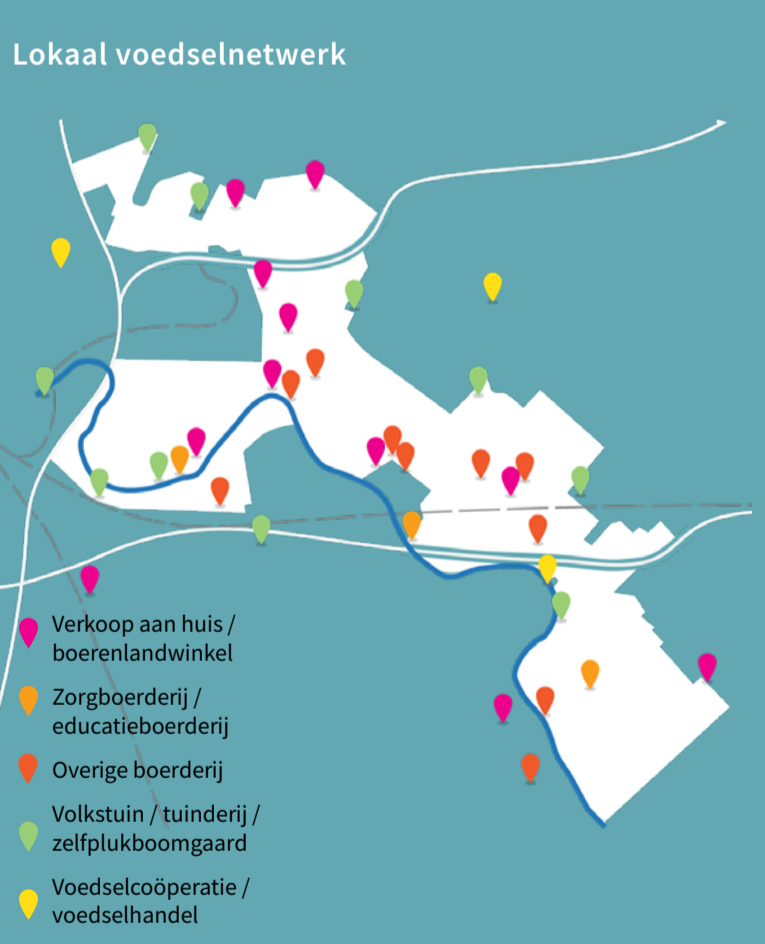 Lokaal voedselnetwerk
Verkoop aan huis /
boerenlandwinkel
Zorgboerderij /
educatieboerderij
Overige boerderij
Volkstuin / tuinderij /
zelfplukboomgaard
Voedselcoöperatie /
voedselhandel